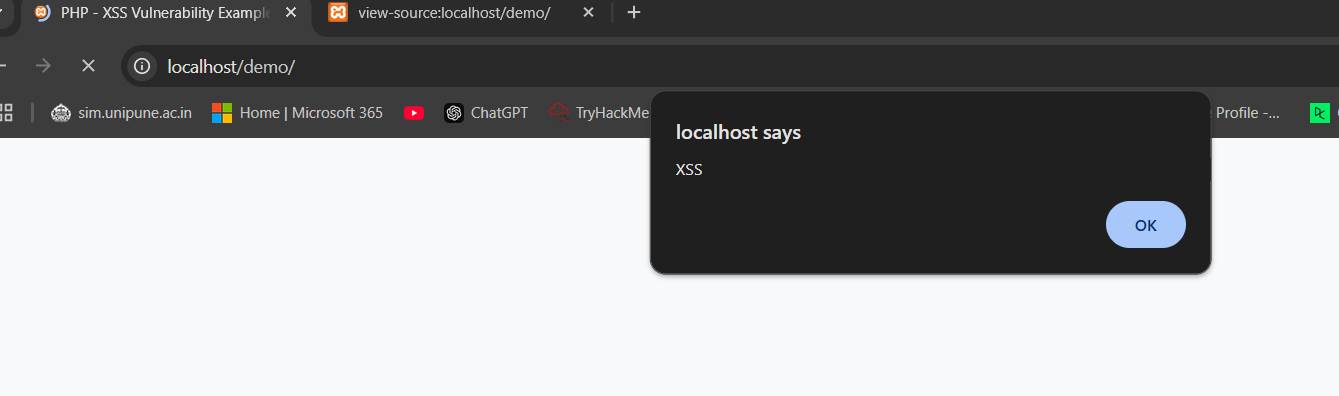 PHP - XSS Vulnerability Example
view-source:localhost/demo/
localhost/demo/
sim.unipune.ac.in
Home | Microsoft 365
ChatGPT
TryHackMe
Profile -...
localhost says
XSS
OK